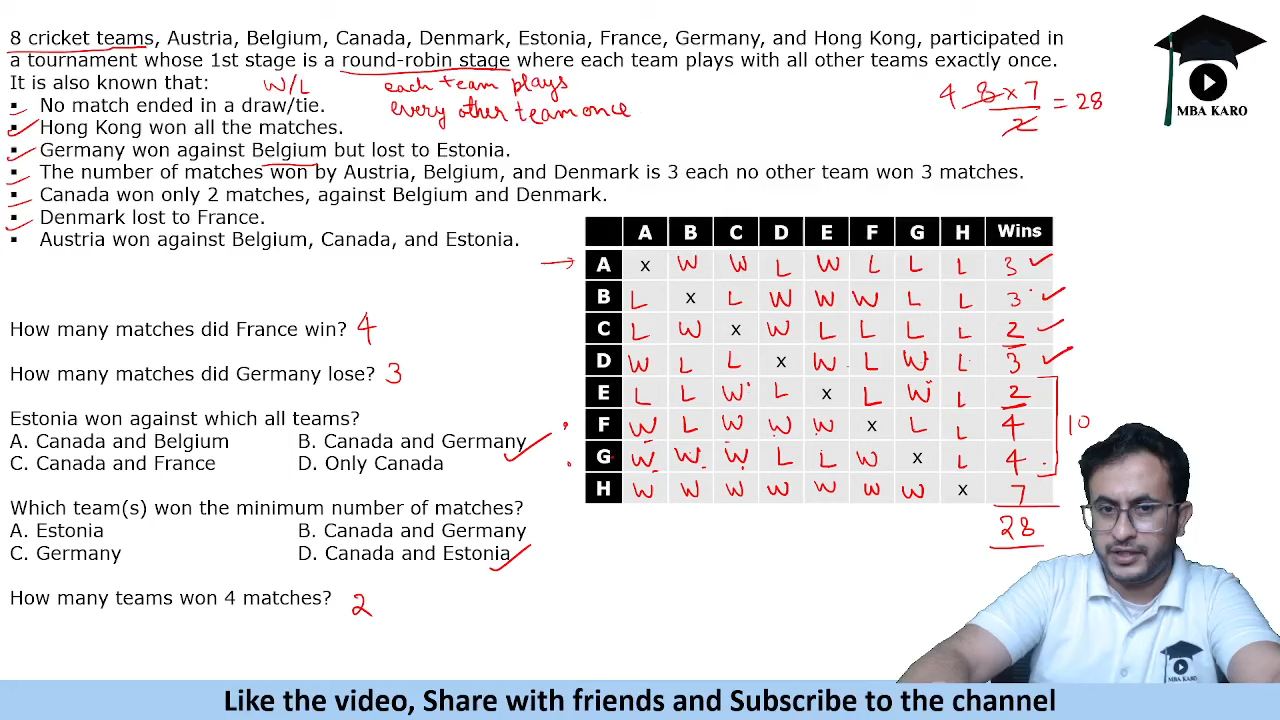 8 cricket teams, Austria, Belgium, Canada, Denmark, Estonia, France, Germany, and Hong Kong, participated in
a tournament whose 1st stage is a round-robin stage where each team plays with all other teams exactly once.
It is also known that:
W/L
each team plays
every other team once
4 8 x 7 / 2 = 28
MBA KARO
▪ No match ended in a draw/tie.
▪ Hong Kong won all the matches.
▪ Germany won against Belgium but lost to Estonia.
▪ The number of matches won by Austria, Belgium, and Denmark is 3 each no other team won 3 matches.
▪ Canada won only 2 matches, against Belgium and Denmark.
▪ Denmark lost to France.
▪ Austria won against Belgium, Canada, and Estonia.
A B C D E F G H Wins
A x W W L W L L L 3
B L x L W W W L L 3
C L W x W L L L L 2
D W L L x W L W L 3
E L L W L x L W L 2
F W L W W W x L L 4
G W W W L L W x L 4
H W W W W W W W x 7
10
28
How many matches did France win? 4
How many matches did Germany lose? 3
Estonia won against which all teams?
A. Canada and Belgium B. Canada and Germany
C. Canada and France D. Only Canada
Which team(s) won the minimum number of matches?
A. Estonia B. Canada and Germany
C. Germany D. Canada and Estonia
How many teams won 4 matches? 2
MBA KARO
Like the video, Share with friends and Subscribe to the channel